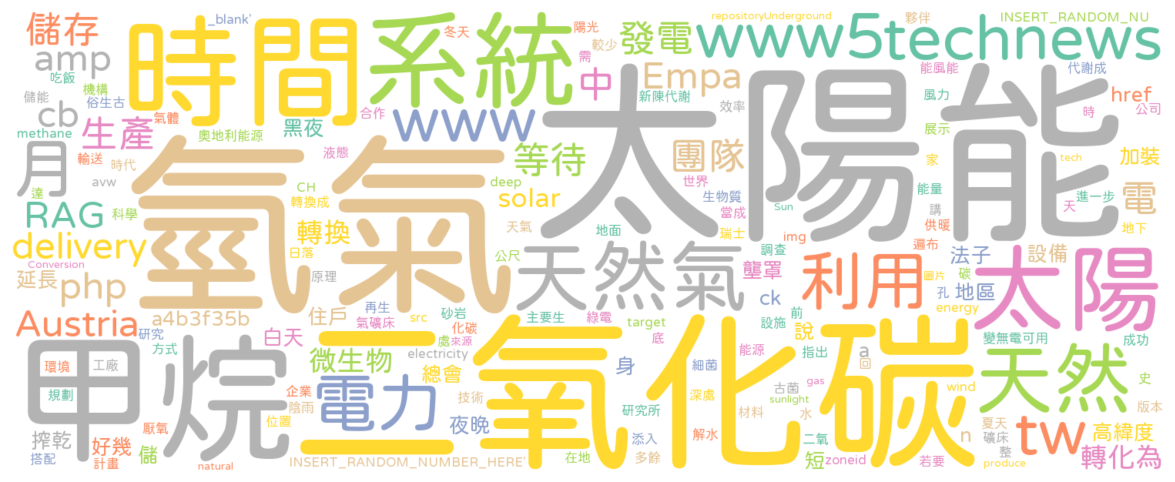 _blank'
冬天
陽光
repositoryUnderground
夥伴
INSERT_RANDOM_NU
儲存
時間
系統
較少
發電
www5technews
amp
吃飯
需
能風能
代謝成
Empa
中
新陳代謝
太陽能
儲能
機構
俗生古
cb
氣體
www
合作
效率
風力
href
時
公司
methane
生產
奧地利能源
黑夜
展示
輸送
時代
液態
等待
團隊
家
tech
加裝
月
avw
氫氣
deep
世界
達
CH
轉換成
solar
生物質
能量
天
進一步
RAG
科學
當成
Sun
講
電
轉換
天氣
地面
瑞士
供暖
地下
delivery
日落
天然氣
調查
img
遍布
法子
設備
Conversion
公尺
壟罩
利用
太陽
延長
php
原理
圖片
碳
再生
ck
孔
地區
a4b3f35b
住戶
氣礦床
src
砂岩
主要生
綠電
target
設施
前
energy
Austria
研究
白天
化碳
處來源
底
說
變無電可用
甲烷
方式
微生物
electricity
二氧化碳
能源
指出
a
成功
環境
工廠
總會
身
細菌
回
天然
gas
古菌
wind
史
規劃
企業
電力
技術
深處
sunlight
陰雨
研究所
材料
水
夏天
版本
位置
夜晚
tw
高緯度
搾乾
好幾
厭氧
儲
添入
解水
二氧
n
礦床
搭配
計畫
natural
INSERT_RANDOM_NUMBER_HERE'
在地
多餘
短
zoneid
若要
整
produce
轉化為